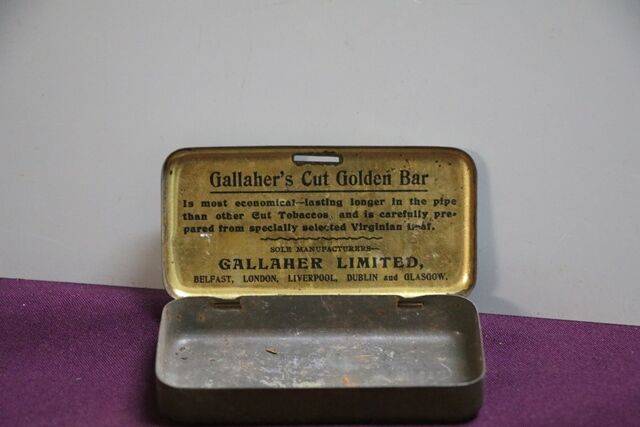 Gallaher's Cut Golden Bar
Is most economical—lasting longer in the pipe
than other Cut Tobaccos and is carefully pre-
pared from specially selected Virginian Leaf.
SOLE MANUFACTURERS—
GALLAHER LIMITED,
BELFAST, LONDON, LIVERPOOL, DUBLIN and GLASGOW.